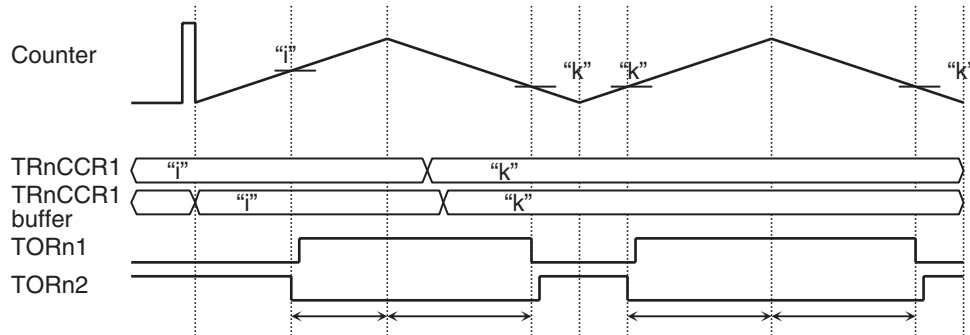 Counter
“i”
“k”
“k”
“k”
TRnCCR1
“i”
“k”
TRnCCR1
buffer
“i”
“k”
TORn1
TORn2